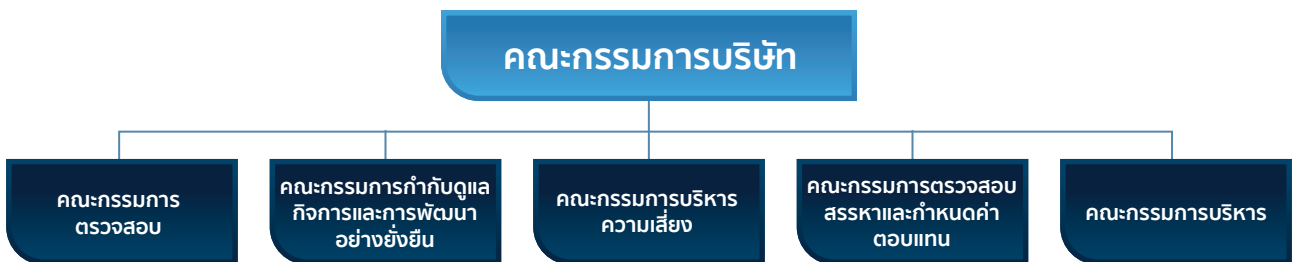 คณะกรรมการบริษัท
คณะกรรมการ
ตรวจสอบ
คณะกรรมการกำกับดูแล
กิจการและการพัฒนา
อย่างยั่งยืน
คณะกรรมการบริหาร
ความเสี่ยง
คณะกรรมการตรวจสอบ
สรรหาและกำหนดค่า
ตอบแทน
คณะกรรมการบริหาร